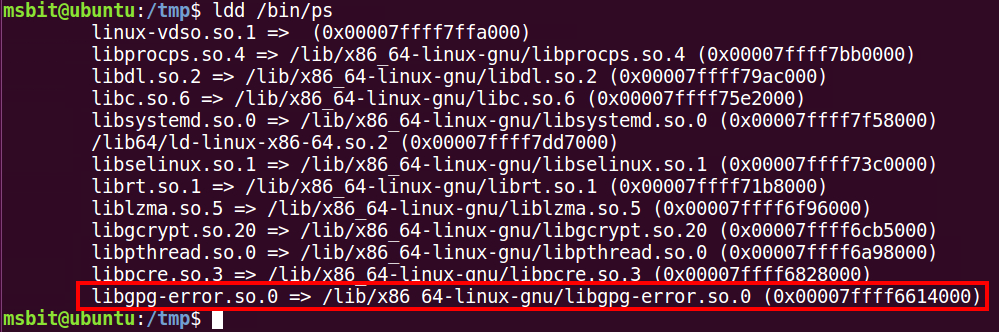 msbit@ubuntu:/tmp$ ldd /bin/ps
linux-vdso.so.1 =>  (0x00007ffff7ffa000)
libprocps.so.4 => /lib/x86_64-linux-gnu/libprocps.so.4 (0x00007ffff7bb0000)
libdl.so.2 => /lib/x86_64-linux-gnu/libdl.so.2 (0x00007ffff79ac000)
libc.so.6 => /lib/x86_64-linux-gnu/libc.so.6 (0x00007ffff75e2000)
libsystemd.so.0 => /lib/x86_64-linux-gnu/libsystemd.so.0 (0x00007ffff7f58000)
/lib64/ld-linux-x86-64.so.2 (0x00007ffff7dd7000)
libselinux.so.1 => /lib/x86_64-linux-gnu/libselinux.so.1 (0x00007ffff73c0000)
librt.so.1 => /lib/x86_64-linux-gnu/librt.so.1 (0x00007ffff71b8000)
liblzma.so.5 => /lib/x86_64-linux-gnu/liblzma.so.5 (0x00007ffff6f96000)
libgcrypt.so.20 => /lib/x86_64-linux-gnu/libgcrypt.so.20 (0x00007ffff6cb5000)
libpthread.so.0 => /lib/x86_64-linux-gnu/libpthread.so.0 (0x00007ffff6a98000)
libpcre.so.3 => /lib/x86_64-linux-gnu/libpcre.so.3 (0x00007ffff6828000)
libgpg-error.so.0 => /lib/x86_64-linux-gnu/libgpg-error.so.0 (0x00007ffff6614000)
msbit@ubuntu:/tmp$